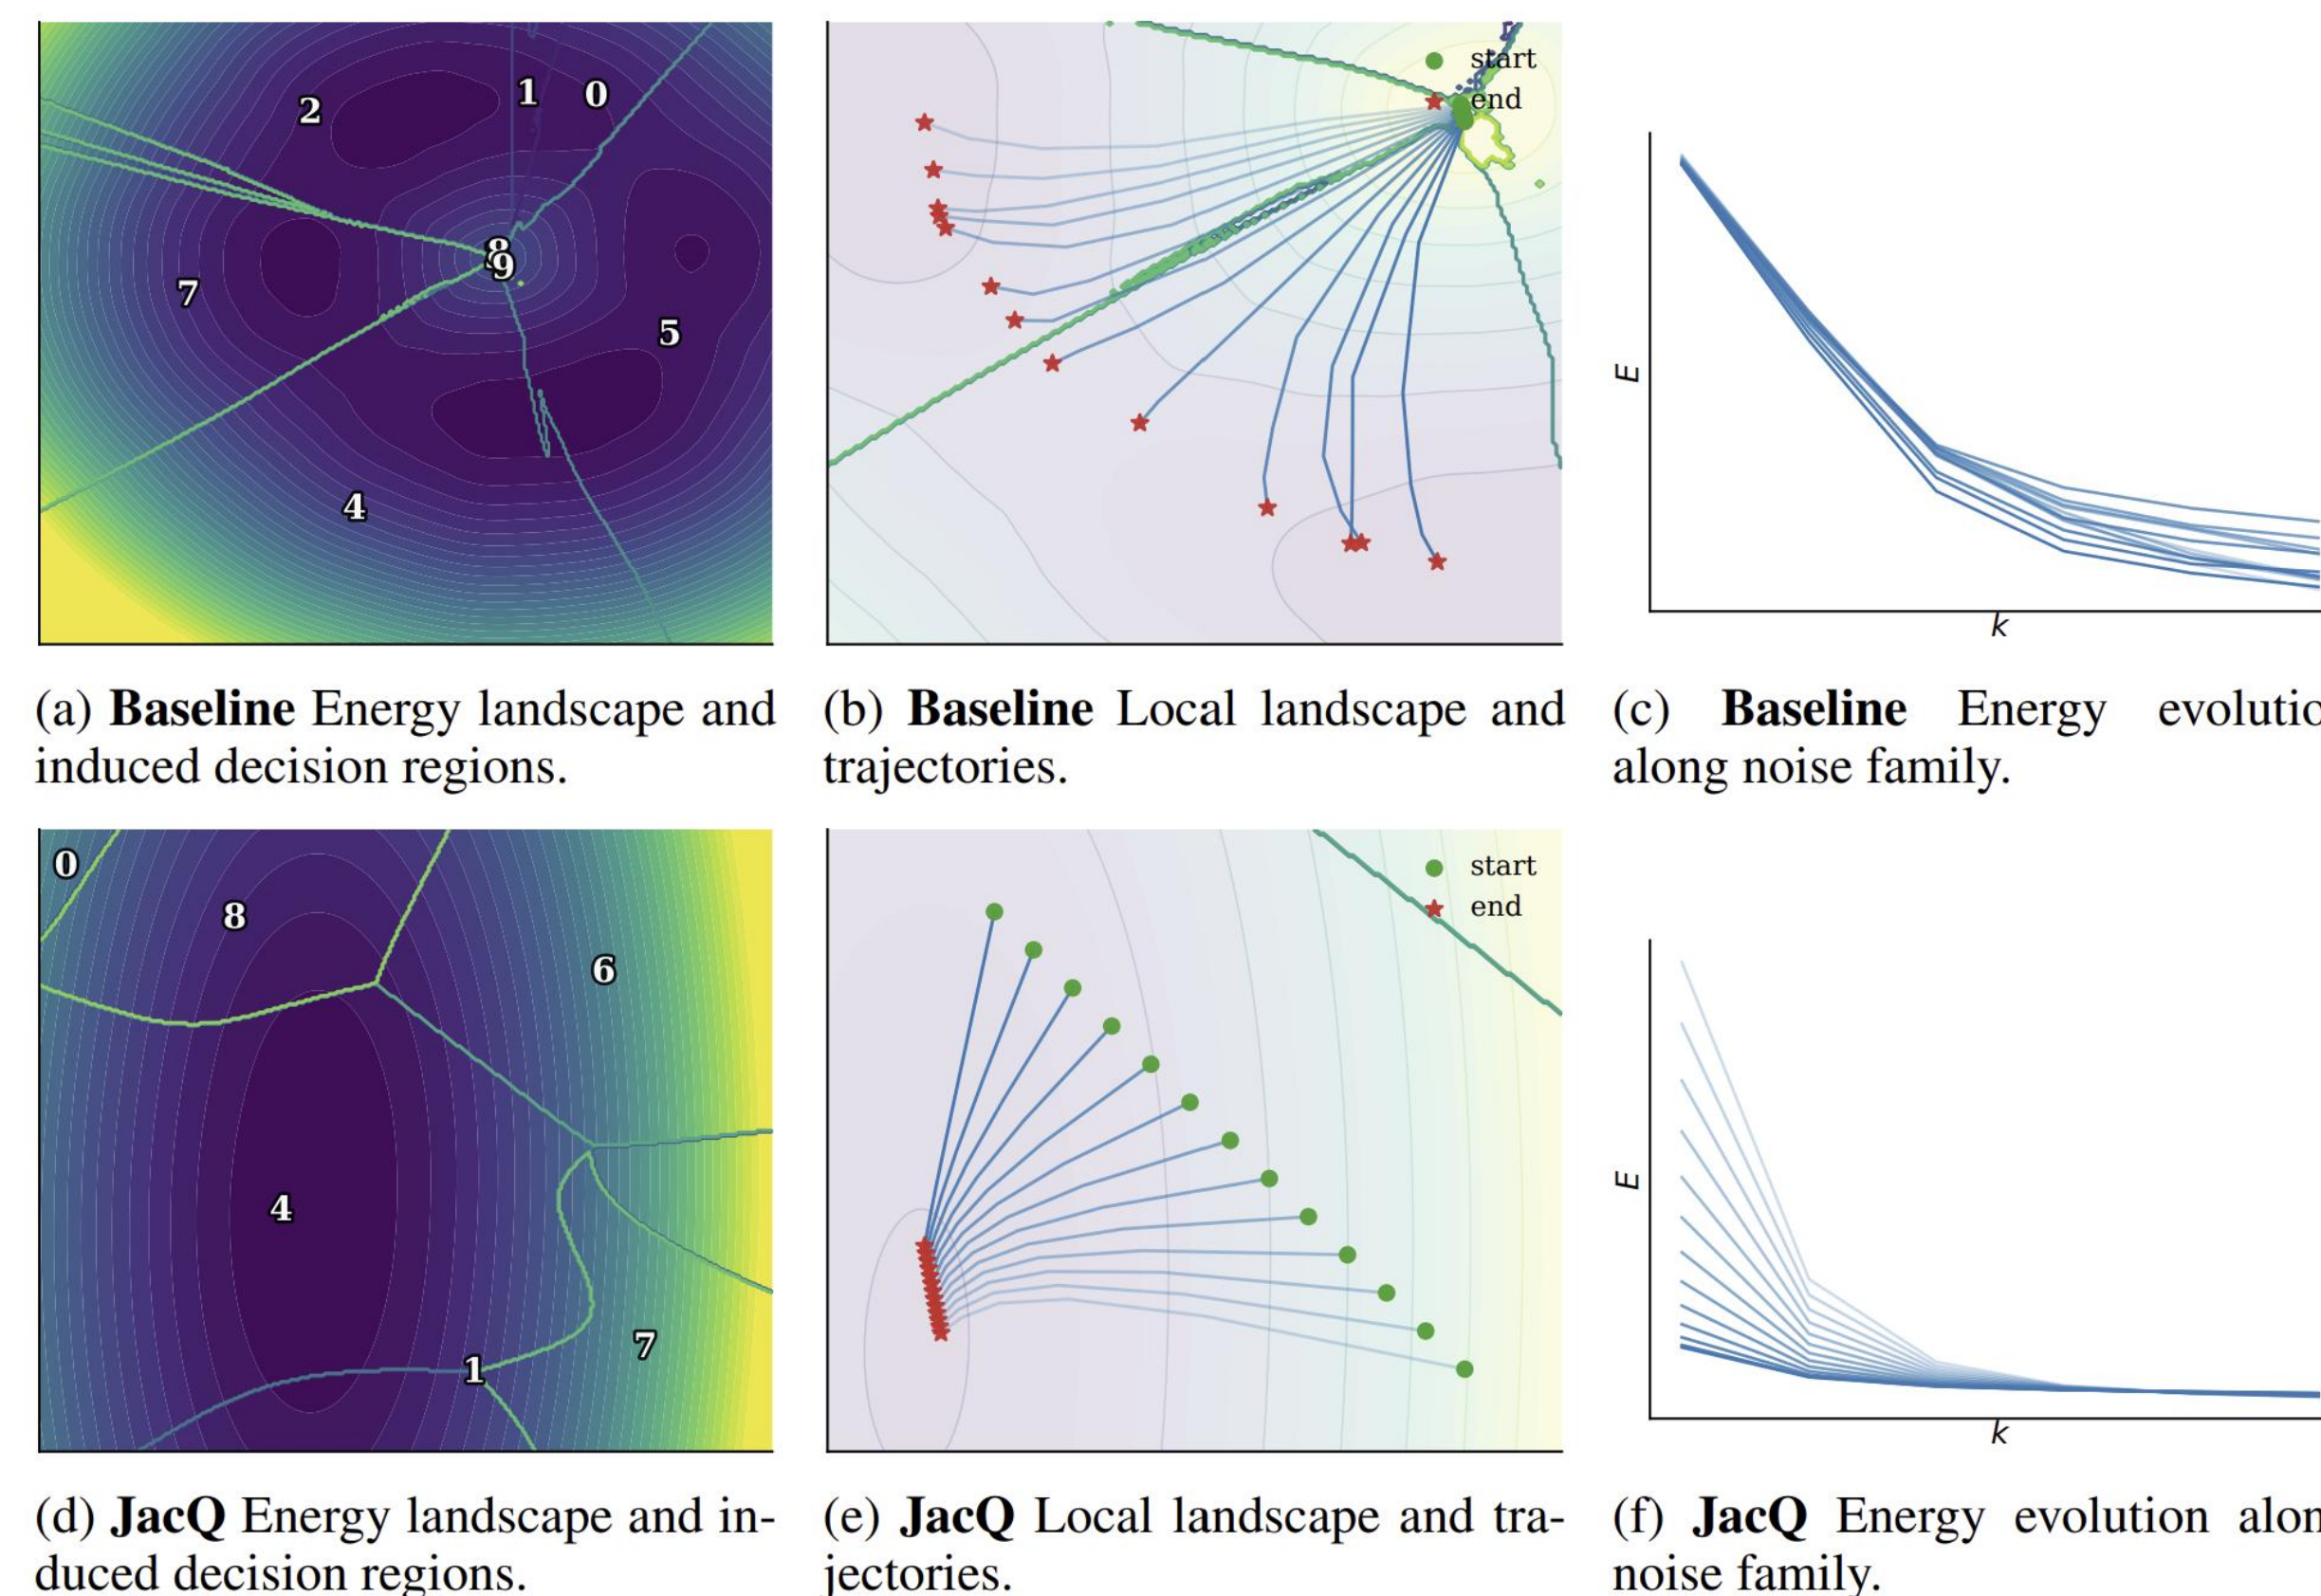 2
1
0
8
9
7
5
4
start
end
E
k
(a) Baseline Energy landscape and
induced decision regions.
(b) Baseline Local landscape and
trajectories.
(c) Baseline Energy evolutio
along noise family.
0
8
6
4
1
7
start
end
E
k
(d) JacQ Energy landscape and in-
duced decision regions.
(e) JacQ Local landscape and tra-
jectories.
(f) JacQ Energy evolution alon
noise family.